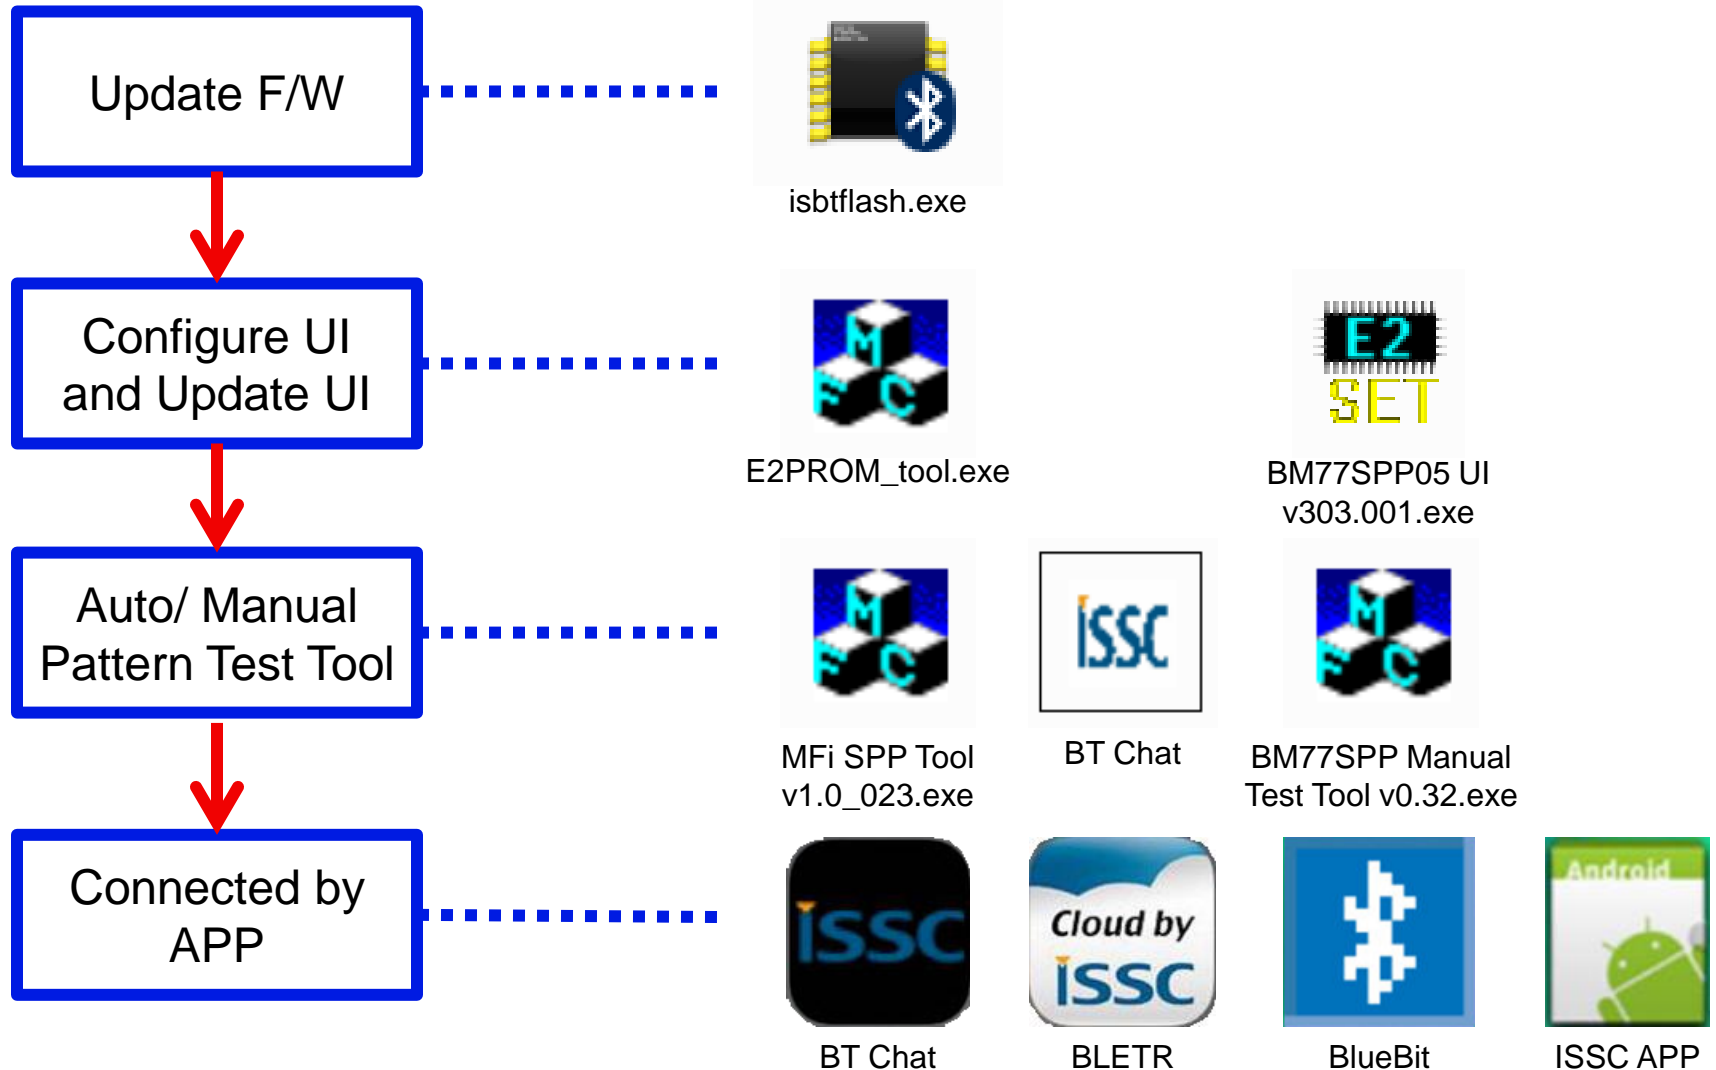 Update F/W
isbtflash.exe
Configure UI
and Update UI
M
F C
E2PROM_tool.exe
E2
SET
BM77SPP05 UI
v303.001.exe
Auto/ Manual
Pattern Test Tool
M
F C
MFi SPP Tool
v1.0_023.exe
ISSC
BT Chat
M
F C
BM77SPP Manual
Test Tool v0.32.exe
Connected by
APP
ISSC
BT Chat
Cloud by
ISSC
BLETR
BlueBit
Android
ISSC APP